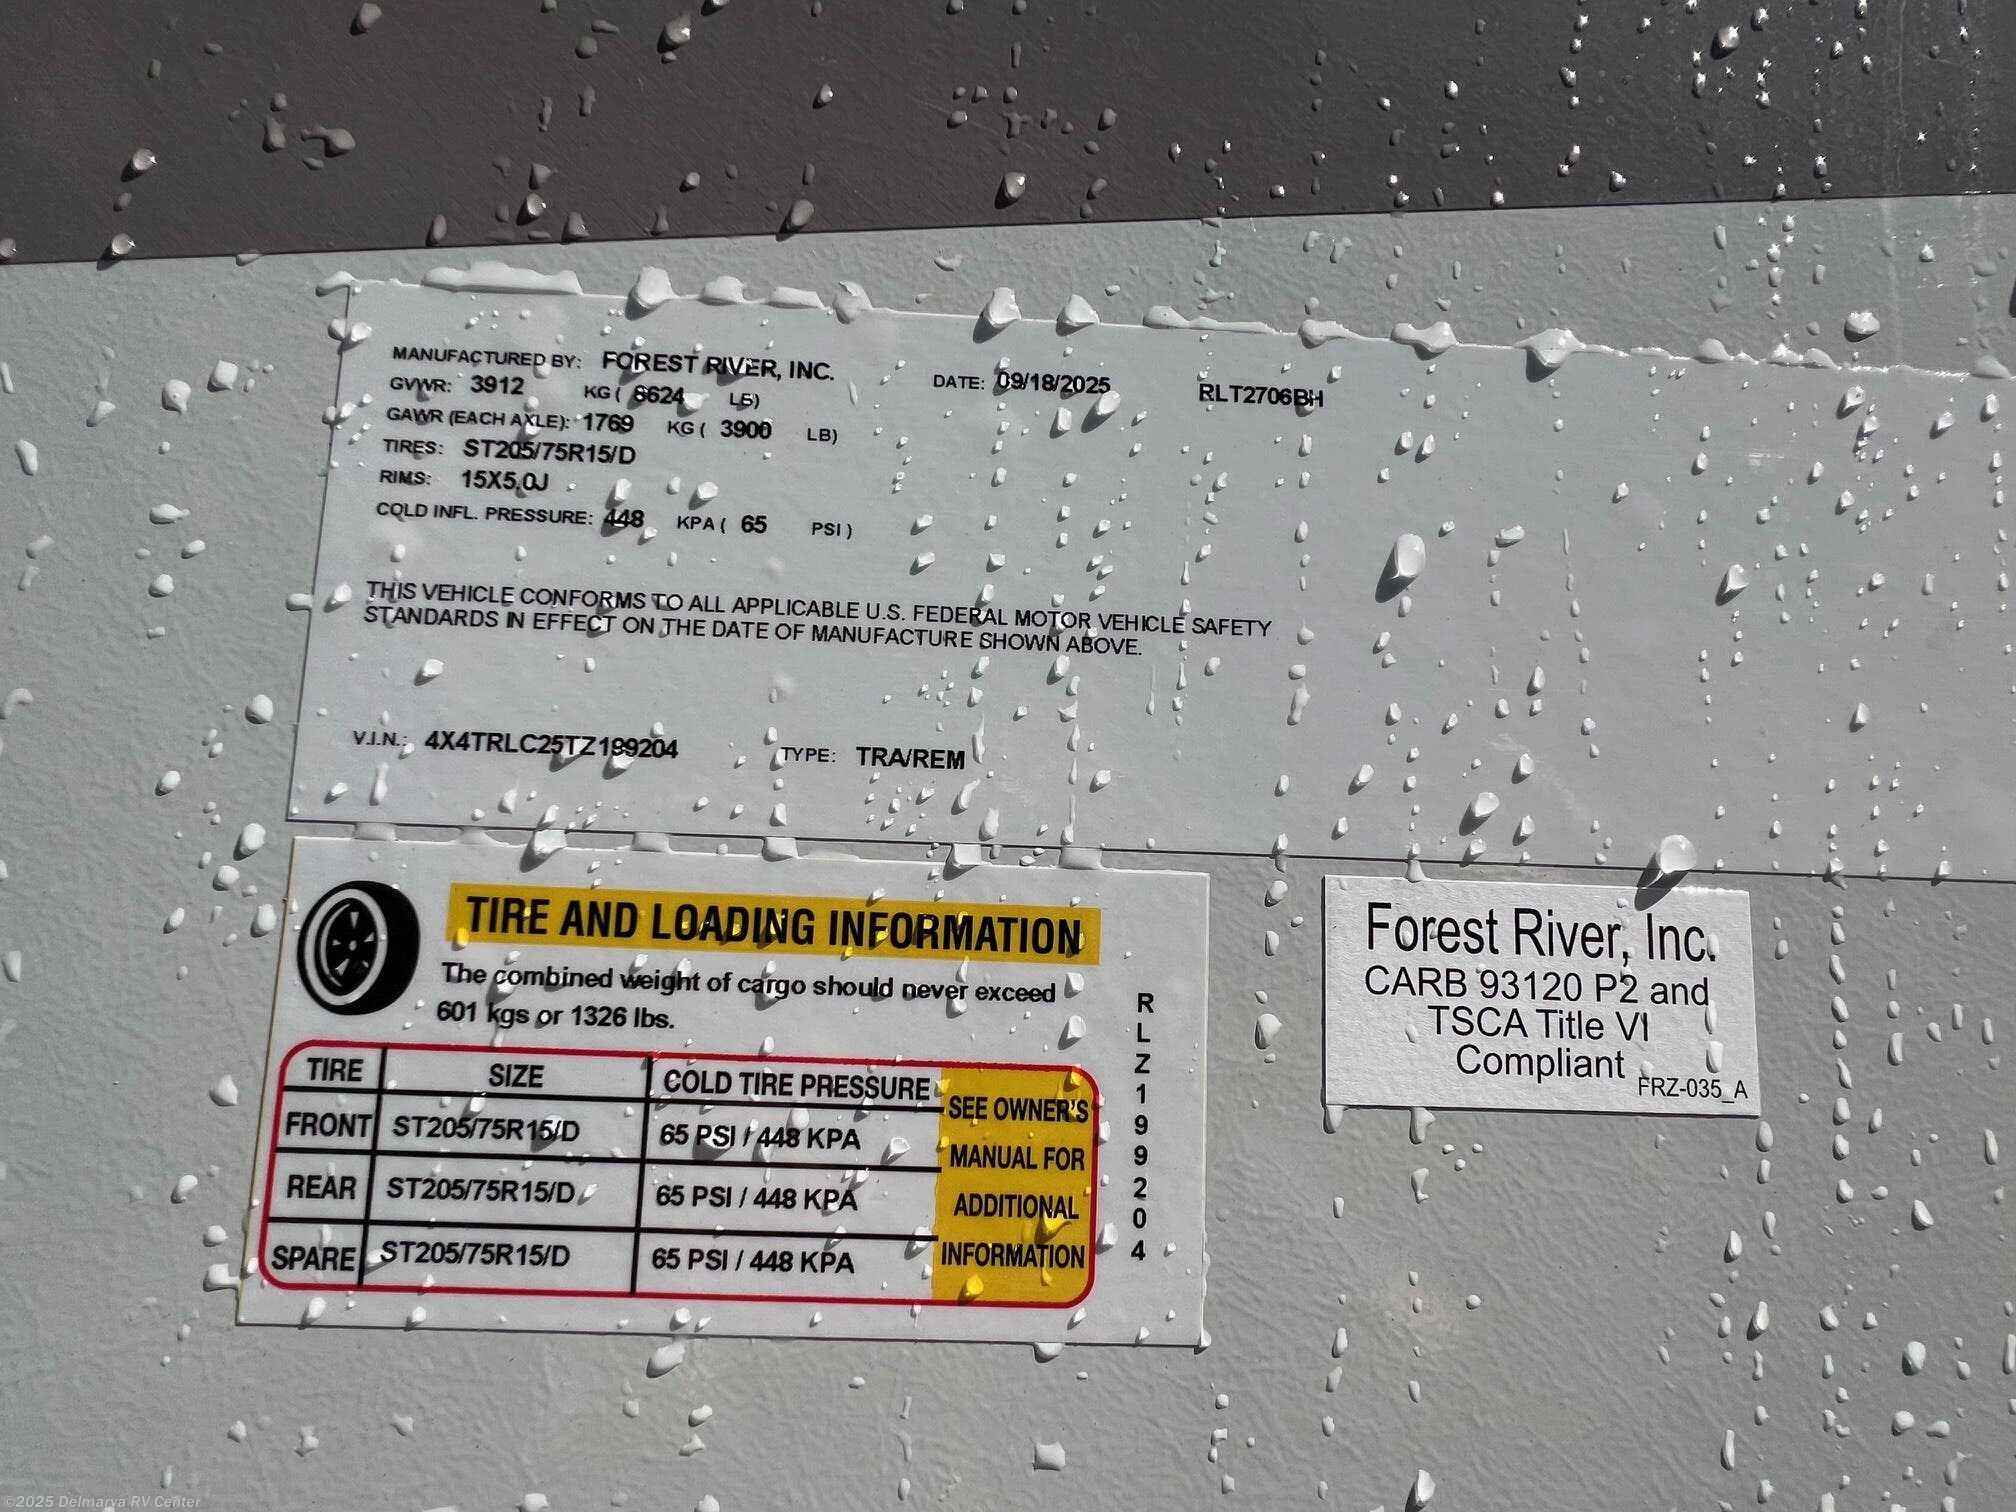 MANUFACTURED BY: FOREST RIVER, INC.
DATE: 09/18/2025 RLT2706BH
GVWR: 3912 KG ( 8624 LB)
GAWR (EACH AXLE): 1769 KG ( 3900 LB)
TIRES: ST205/75R15/D
RIMS: 15X5.0J
COLD INFL. PRESSURE: 448 KPA ( 65 PSI )
THIS VEHICLE CONFORMS TO ALL APPLICABLE U.S. FEDERAL MOTOR VEHICLE SAFETY
STANDARDS IN EFFECT ON THE DATE OF MANUFACTURE SHOWN ABOVE.
V.I.N.: 4X4TRLC25TZ199204 TYPE: TRA/REM
TIRE AND LOADING INFORMATION
The combined weight of cargo should never exceed
601 kgs or 1326 lbs.
TIRE SIZE COLD TIRE PRESSURE
FRONT ST205/75R15/D 65 PSI / 448 KPA
REAR ST205/75R15/D 65 PSI / 448 KPA
SPARE ST205/75R15/D 65 PSI / 448 KPA
SEE OWNER'S
MANUAL FOR
ADDITIONAL
INFORMATION
RLZ199204
Forest River, Inc.
CARB 93120 P2 and
TSCA Title VI
Compliant
FRZ-035_A
©2025 Delmarva RV Center